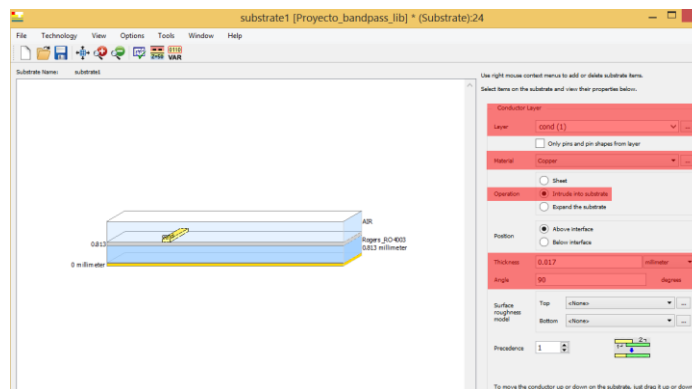 substrate1 [Proyecto_bandpass_lib] * (Substrate):24
File Technology View Options Tools Window Help
VAR
Substrate Name: substrate1
Use right mouse context menus to add or delete substrate items.
Select items on the substrate and view their properties below.
Conductor Layer
Layer cond (1) ...
Only pins and pin shapes from layer
Material Copper ...
Sheet
Operation Intrude into substrate
Expand the substrate
Position Above interface
Below interface
Thickness 0.017 millimeter
Angle 90 degrees
Surface roughness model
Top <None> ...
Bottom <None> ...
Precedence 1
AIR
0.813
Rogers_RO4003
0.813 millimeter
0 millimeter
To move the conductor up or down on the substrate, just drag it up or down